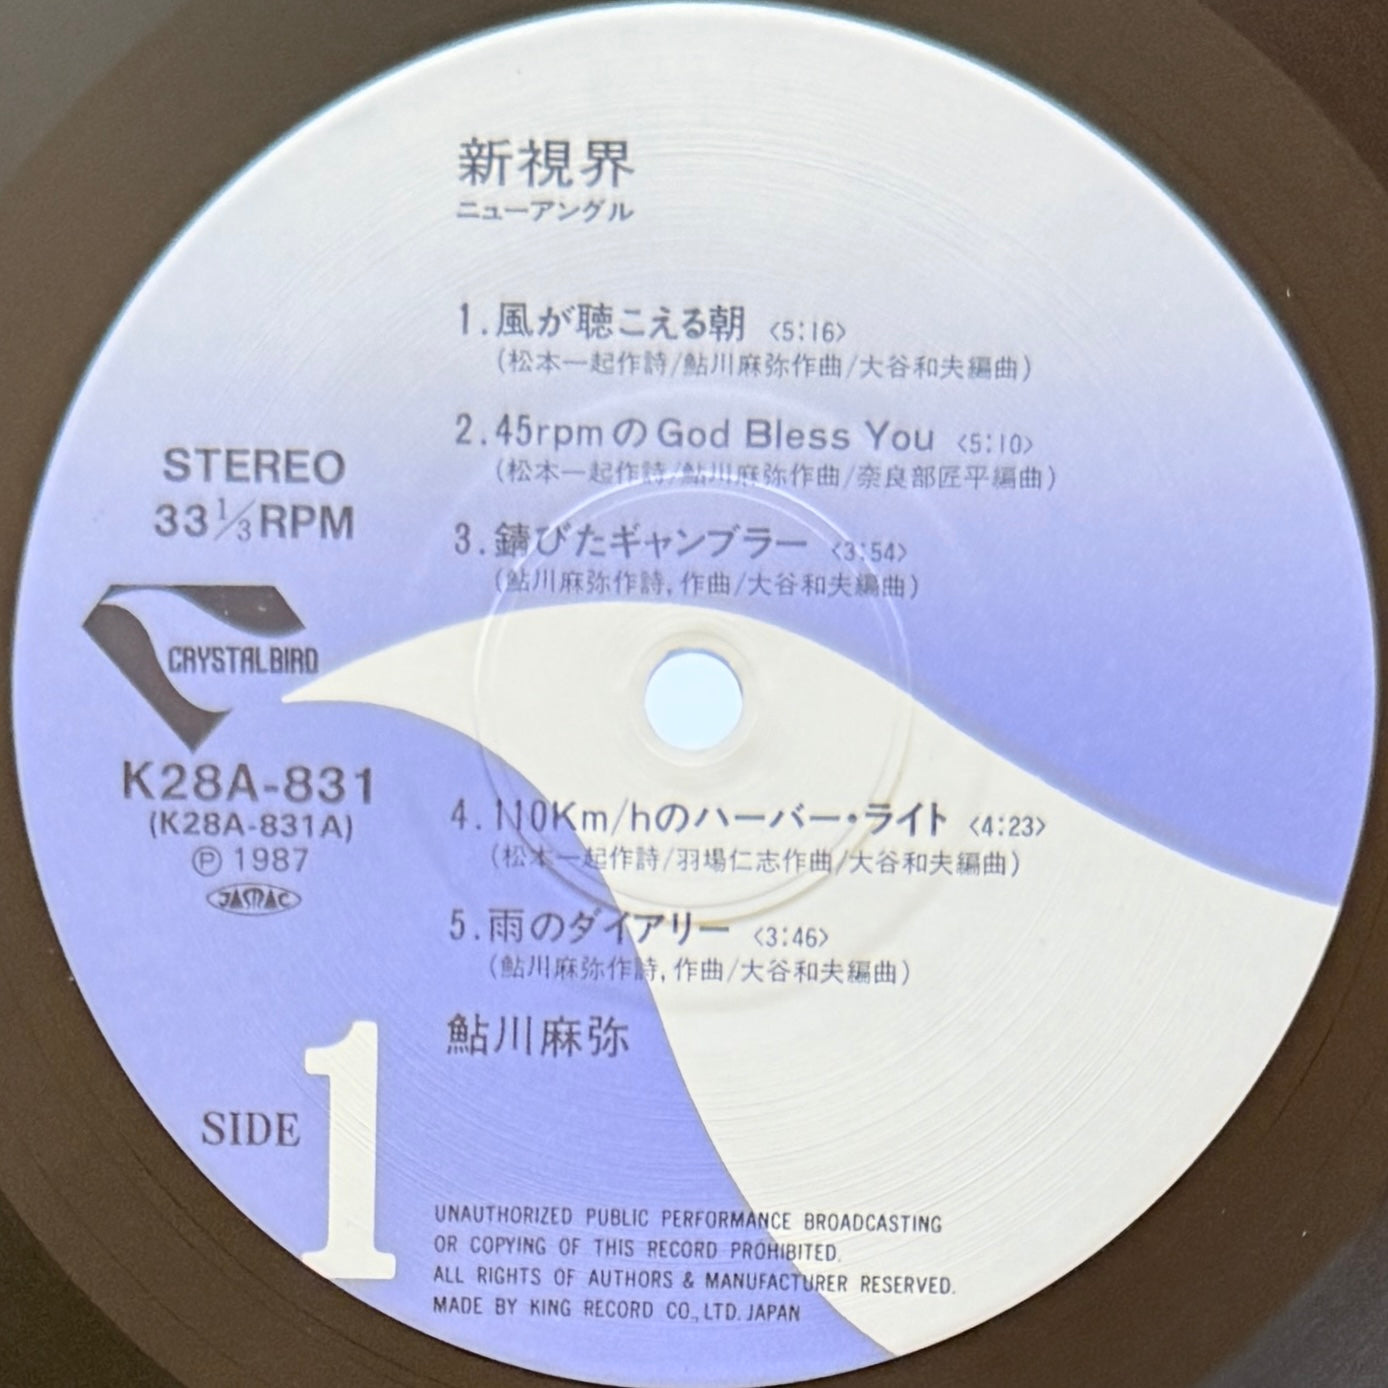 新視界
ニューアングル
1.風が聴こえる朝 <5:16>
(松本一起作詩/鮎川麻弥作曲/大谷和夫編曲)
2.45rpmのGod Bless You <5:10>
(松本一起作詩/鮎川麻弥作曲/奈良部匠平編曲)
3.錆びたギャンブラー <3:54>
(鮎川麻弥作詩,作曲/大谷和夫編曲)
STEREO
33 1/3 RPM
CRYSTAL BIRD
K28A-831
(K28A-831A)
Ⓟ 1987
JASRAC
4.110Km/hのハーバー・ライト <4:23>
(松本一起作詩/羽場仁志作曲/大谷和夫編曲)
5.雨のダイアリー <3:46>
(鮎川麻弥作詩,作曲/大谷和夫編曲)
鮎川麻弥
SIDE 1
UNAUTHORIZED PUBLIC PERFORMANCE BROADCASTING
OR COPYING OF THIS RECORD PROHIBITED.
ALL RIGHTS OF AUTHORS & MANUFACTURER RESERVED.
MADE BY KING RECORD CO.,LTD. JAPAN